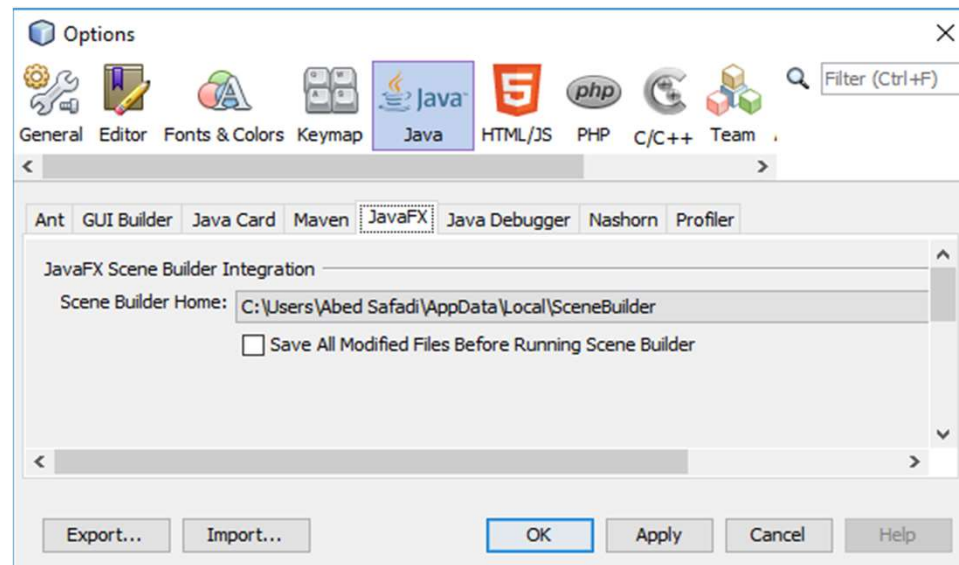 Options
Filter (Ctrl+F)
General Editor Fonts & Colors Keymap Java HTML/JS PHP C/C++ Team
Ant GUI Builder Java Card Maven JavaFX Java Debugger Nashorn Profiler
JavaFX Scene Builder Integration
Scene Builder Home: C:\Users\Abed Safadi\AppData\Local\SceneBuilder
Save All Modified Files Before Running Scene Builder
Export... Import... OK Apply Cancel Help